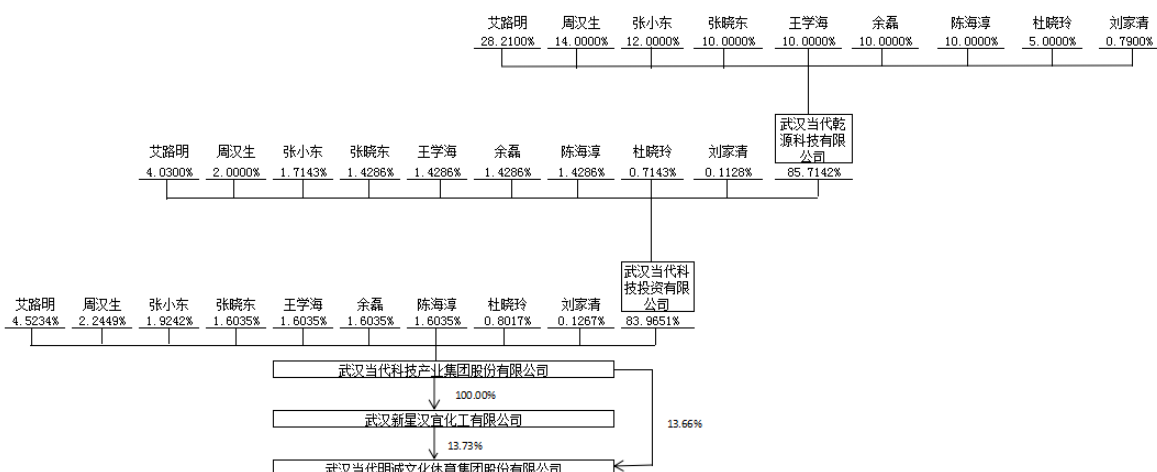 艾路明 周汉生 张小东 张晓东 王学海 余磊 陈海淳 杜晓玲 刘家清
28.2100% 14.0000% 12.0000% 10.0000% 10.0000% 10.0000% 10.0000% 5.0000% 0.7900%
武汉当代乾
源科技有限
公司
艾路明 周汉生 张小东 张晓东 王学海 余磊 陈海淳 杜晓玲 刘家清
4.0300% 2.0000% 1.7143% 1.4286% 1.4286% 1.4286% 1.4286% 0.7143% 0.1128% 85.7142%
武汉当代科
技投资有限
公司
艾路明 周汉生 张小东 张晓东 王学海 余磊 陈海淳 杜晓玲 刘家清
4.5234% 2.2449% 1.9242% 1.6035% 1.6035% 1.6035% 1.6035% 0.8017% 0.1267% 83.9651%
武汉当代科技产业集团股份有限公司
100.00%
武汉新星汉宜化工有限公司
13.66%
13.73%
武汉当代明诚文化体育集团股份有限公司